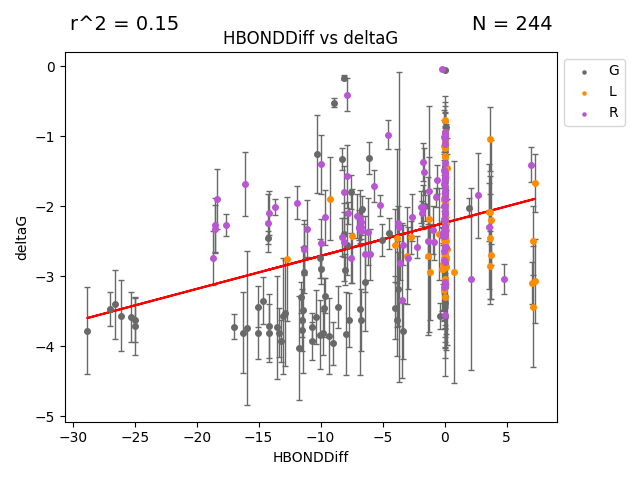 r^2 = 0.15
N = 244
HBONDDiff vs deltaG
G
L
R
deltaG
0
−1
−2
−3
−4
−5
−30
−25
−20
−15
−10
−5
0
5
HBONDDiff